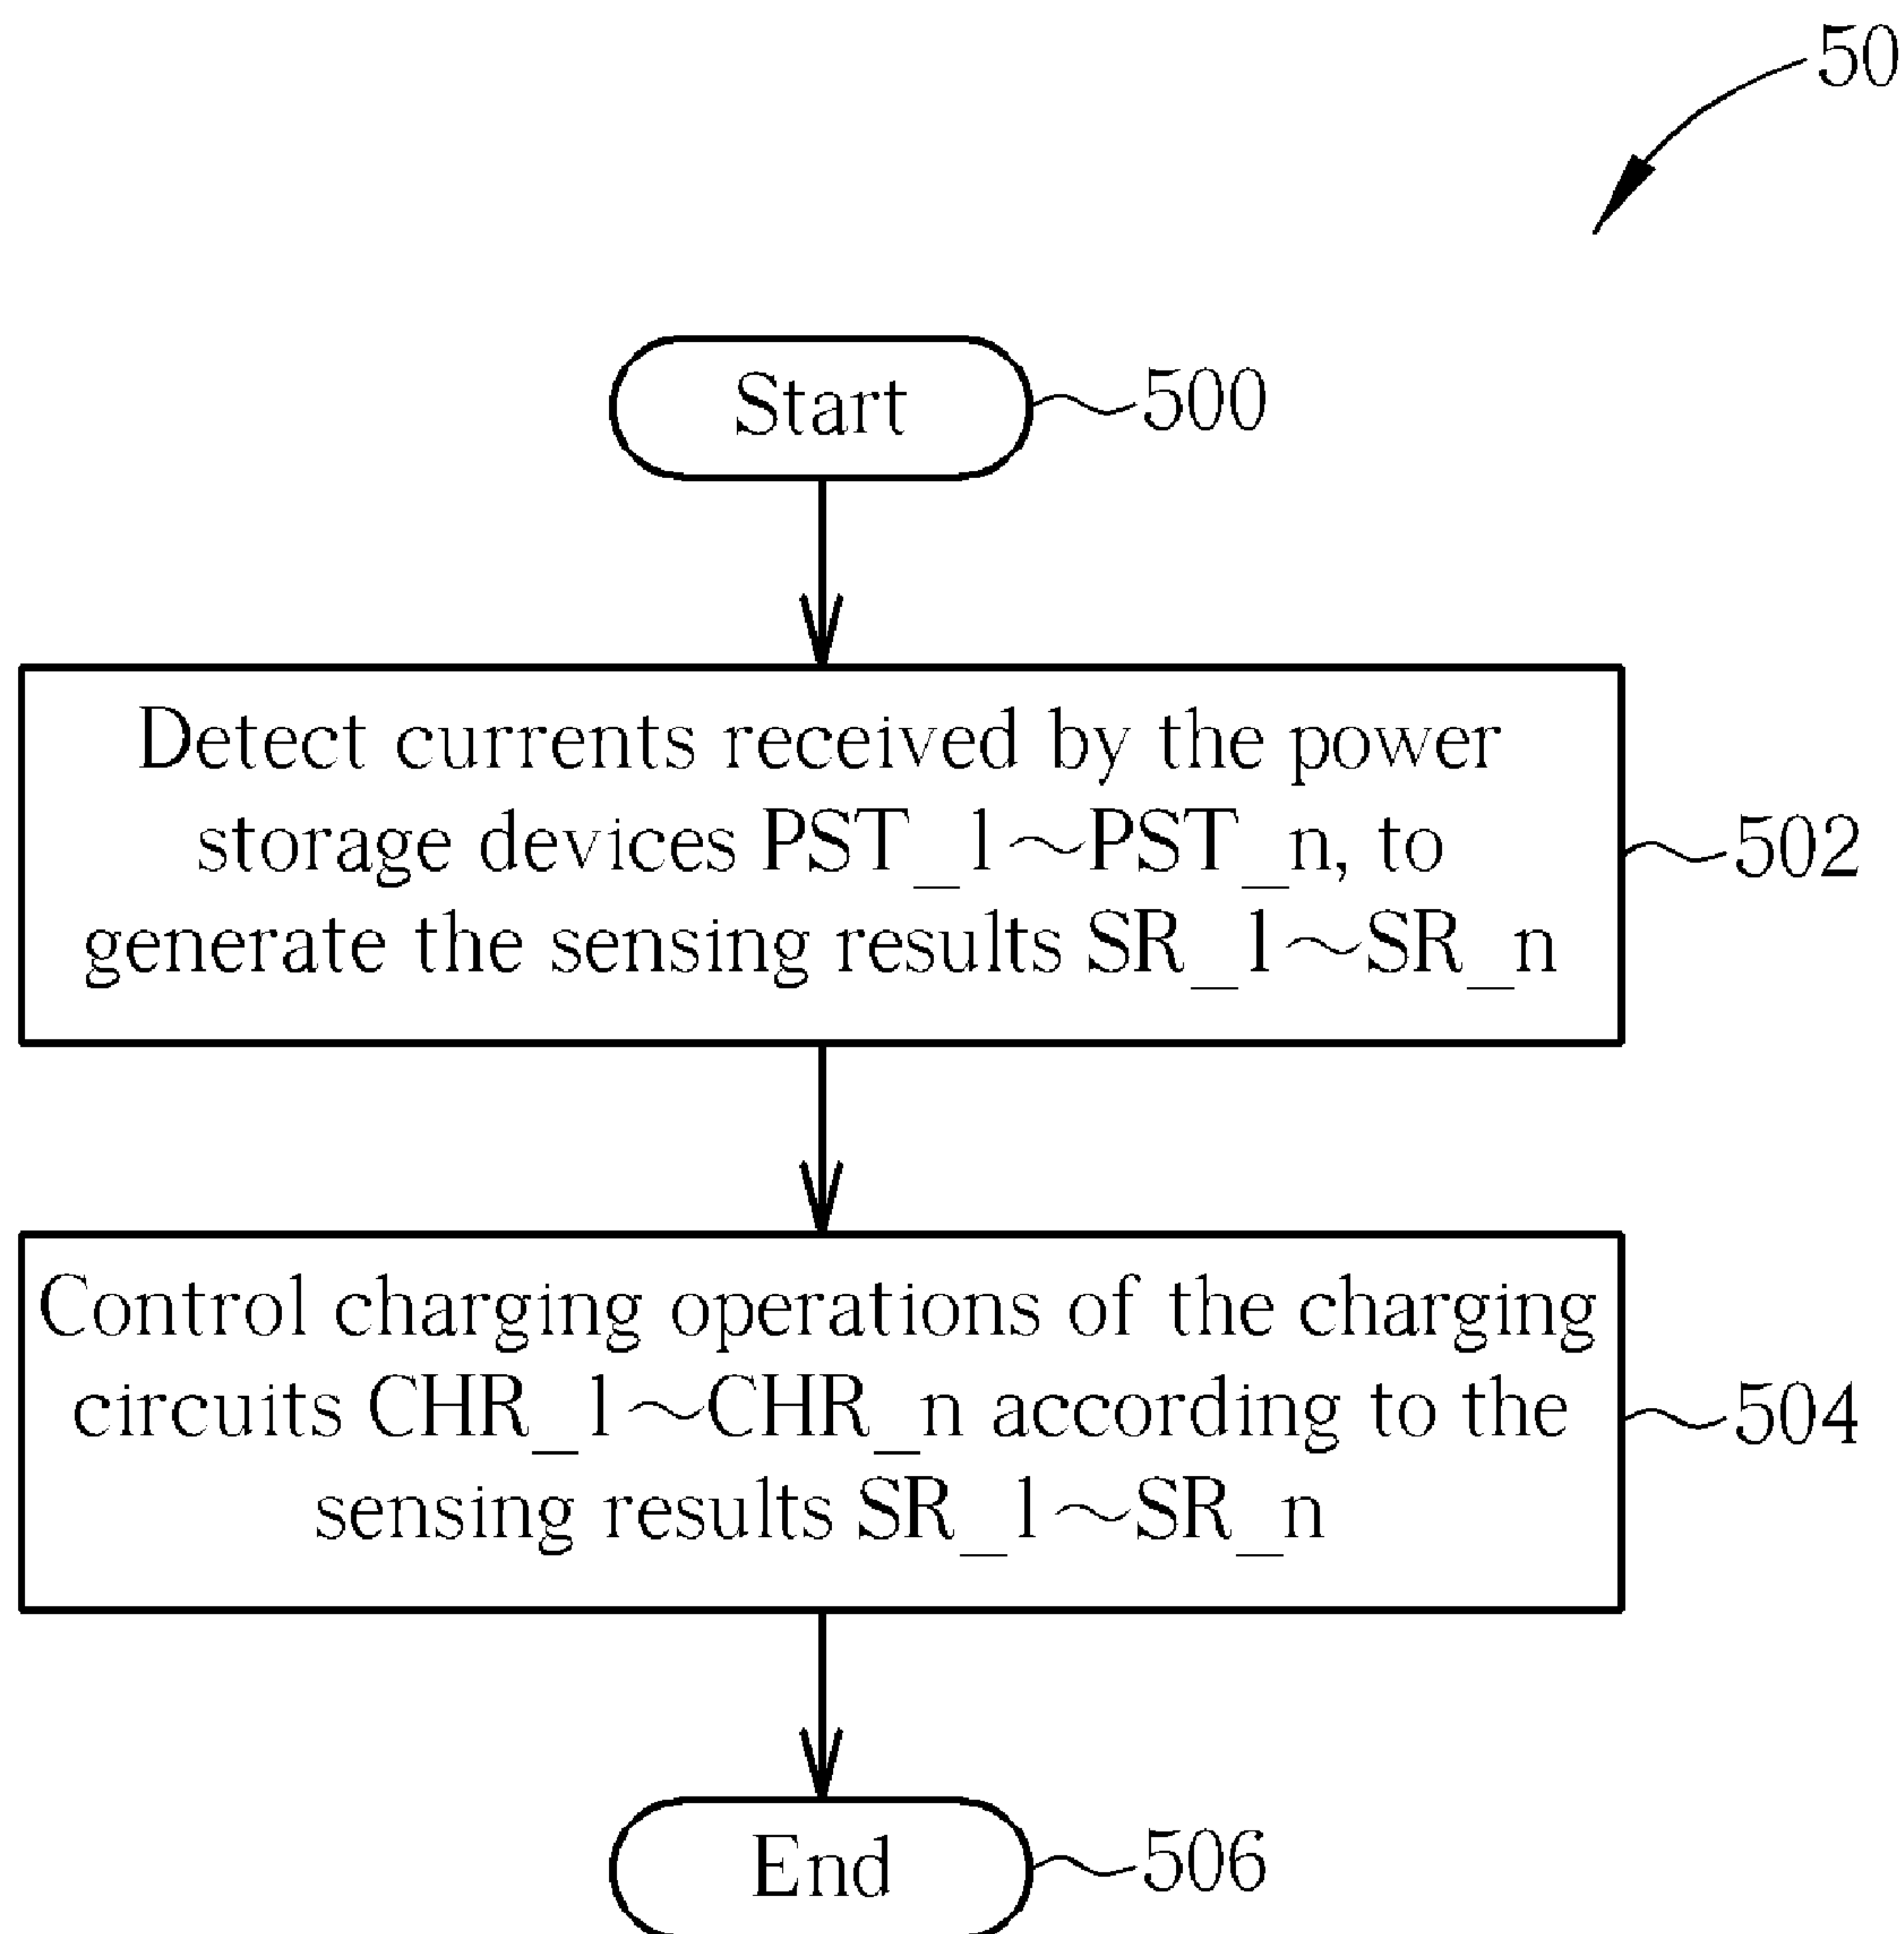 50
Start
500
Detect currents received by the power
storage devices PST_1~PST_n, to
generate the sensing results SR_1~SR_n
502
Control charging operations of the charging
circuits CHR_1~CHR_n according to the
sensing results SR_1~SR_n
504
End
506